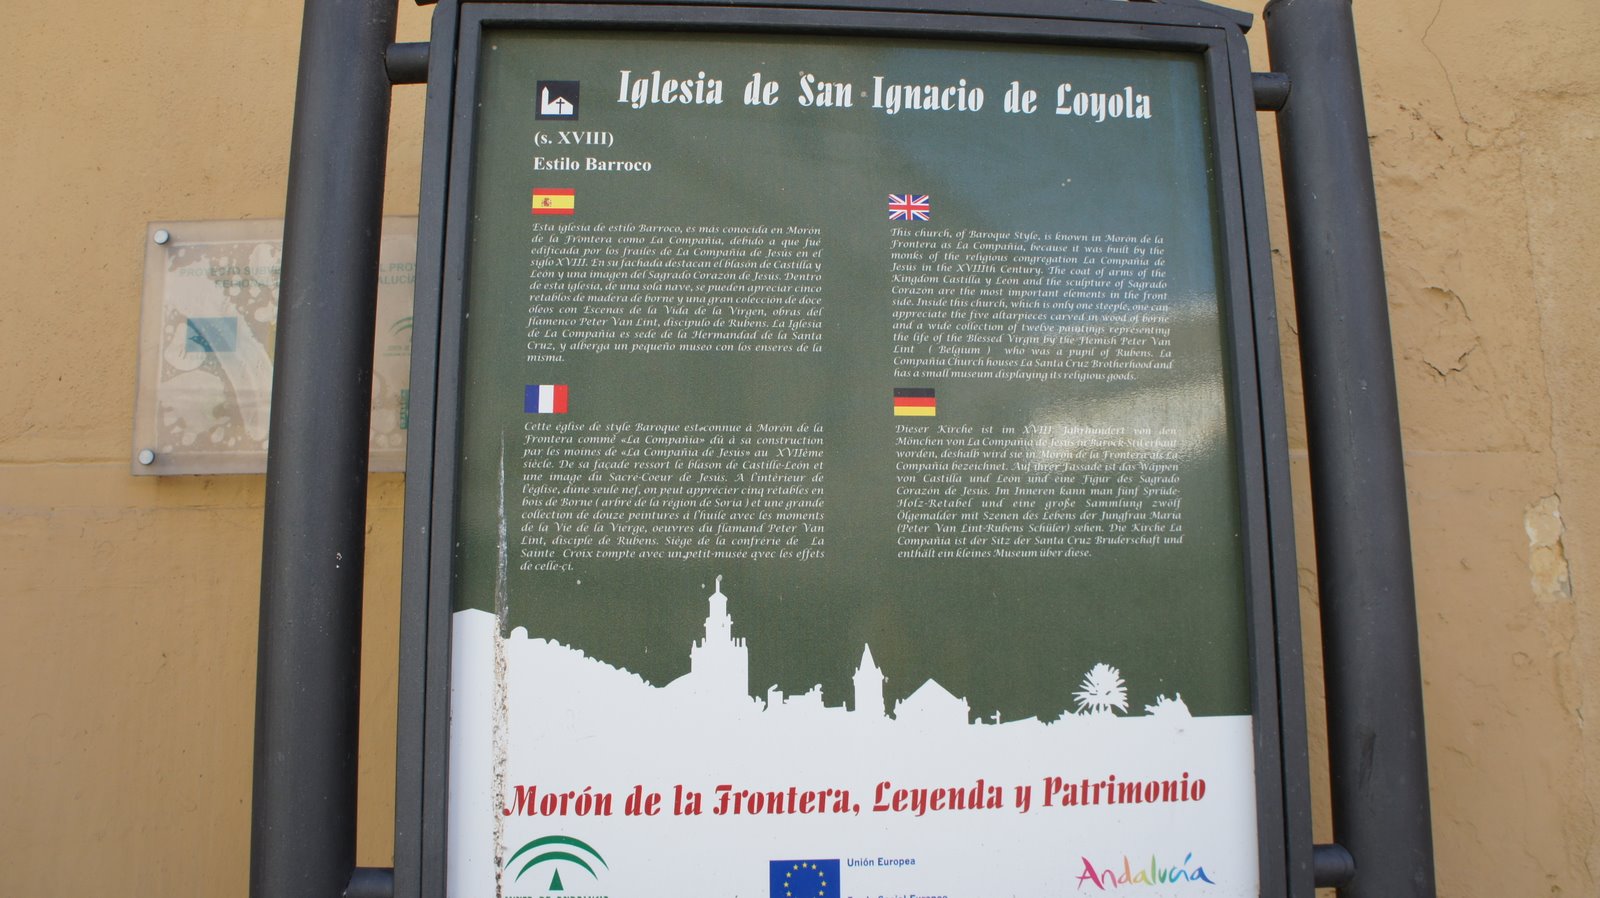 Iglesia de San Ignacio de Loyola
(s. XVIII)
Estilo Barroco
Esta iglesia de estilo Barroco, es mas conocida en Morón
de la Frontera como La Compañia, debido a que fué
edificada por los frailes de La Compañia de Jesús en el
siglo XVIII. En su fachada destacan el blasón de Castilla y
León y una imagen del Sagrado Corazón de Jesús. Dentro
de esta iglesia, de una sola nave, se pueden apreciar cinco
retablos de madera de borne y una gran colección de doce
óleos con Escenas de la Vida de la Virgen, obras del
flamenco Peter Van Lint, discipulo de Rubens. La Iglesia
de La Compañia es sede de la Hermandad de la Santa
Cruz, y alberga un pequeño museo con los enseres de la
misma.
This church, of Baroque Style, is known in Morón de la
Frontera as La Compañia, because it was built by the
monks of the religious congregation La Compañia de
Jesús in the XVIIIth Century. The coat of arms of the
Kingdom Castilla y León and the sculpture of Sagrado
Corazón are the most important elements in the front
side. Inside this church, which is only one steeple, one can
appreciate the five altarpieces carved in wood of borne
and a wide collection of twelve paintings representing
the life of the Blessed Virgin by the Flemish Peter Van
Lint ( Belgium ) who was a pupil of Rubens. La
Compañia Church houses La Santa Cruz Brotherhood and
has a small museum displaying its religious goods.
Cette église de style Baroque est connue à Morón de la
Frontera comme «La Compañia» dú à sa construction
par les moines de «La Compañia de Jesus» au XVIIème
siècle. De sa façade ressort le blason de Castille-León et
une image du Sacré-Coeur de Jesús. A l'intérieur de
l'église, dune seule nef, on peut apprécier cinq retables en
bois de Borne ( arbre de la région de Soria ) et une grande
collection de douze peintures a l'huile avec les moments
de la Vie de la Vierge, oeuvres du flamand Peter Van
Lint, disciple de Rubens. Siége de la confrérie de La
Sainte Croix compte avec un petit-musée avec les effets
de celle-çi.
Dieser Kirche ist im XVIII Jahrhundert von den
Mönchen von La Compañia de Jesús in Barock-Stil erbaut
worden, deshalb wird sie in Morón de la Frontera als La
Compañia bezeichnet. Auf ihrer Fassade ist das Wappen
von Castilla und León und eine Figur des Sagrado
Corazón de Jesús. Im Inneren kann man fünf Sprüde-
Holz-Retabel und eine große Sammlung zwölf
Ölgemälder mit Szenen des Lebens der Jungfrau Maria
(Peter Van Lint-Rubens Schüler) sehen. Die Kirche La
Compañia ist der Sitz der Santa Cruz Bruderschaft und
enthält ein kleines Museum über diese.
Morón de la Frontera, Leyenda y Patrimonio
Unión Europea
Andalucía
PROYECTO